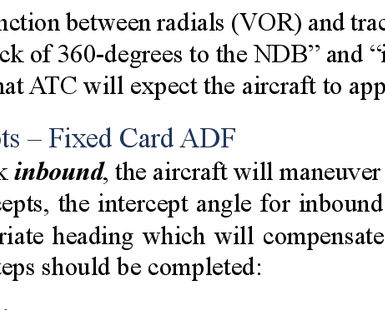 nction between radials (VOR) and trac
ck of 360-degrees to the NDB” and “i
hat ATC will expect the aircraft to app
ts – Fixed Card ADF
k inbound, the aircraft will maneuver
epts, the intercept angle for inbound
riate heading which will compensate
teps should be completed: